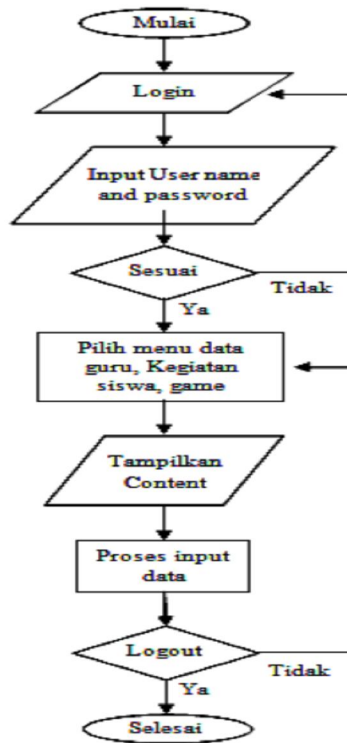 Mulai
Login
Input User name
and password
Sesuai
Tidak
Ya
Pilih menu data
guru, Kegiatan
siswa, game
Tampilkan
Content
Proses input
data
Logout
Tidak
Ya
Selesai